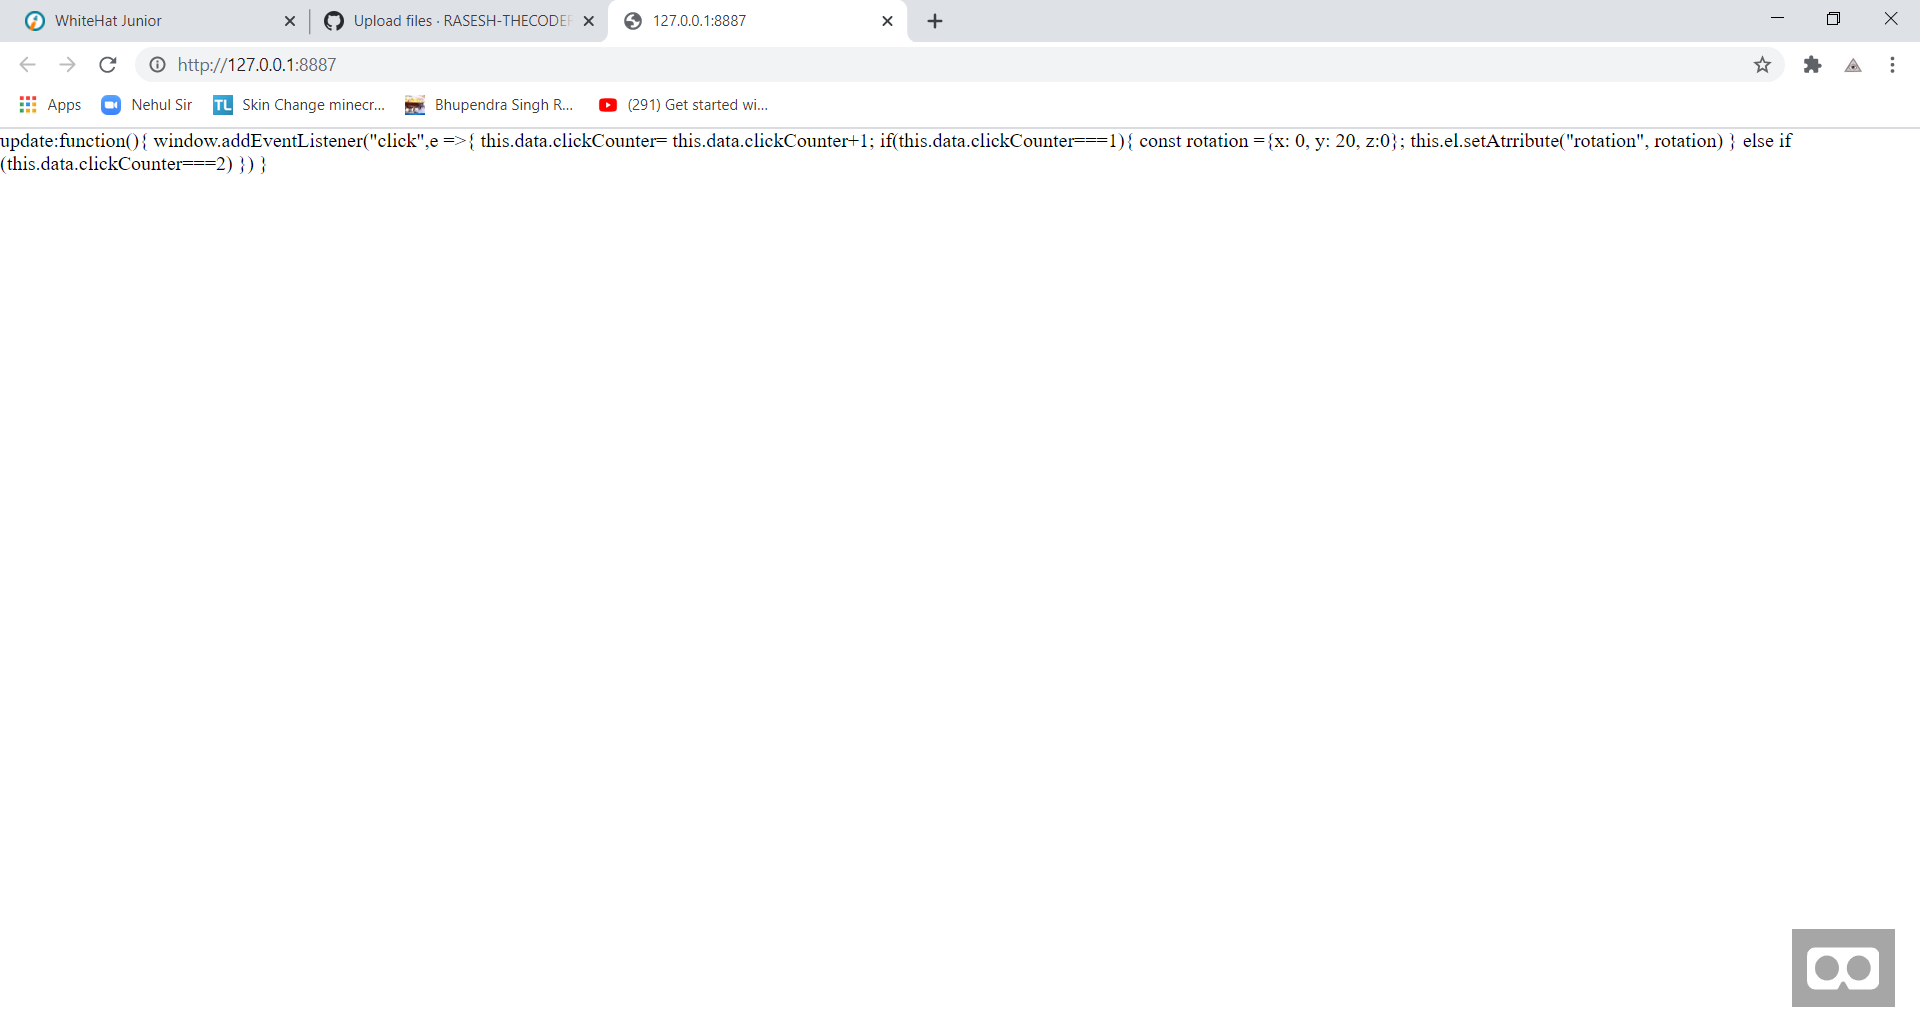 WhiteHat Junior
Upload files · RASESH-THECODER
127.0.0.1:8887
http://127.0.0.1:8887
Apps
Nehul Sir
TL
Skin Change minecr...
Bhupendra Singh R...
(291) Get started wi...
update:function(){ window.addEventListener("click",e =>{ this.data.clickCounter= this.data.clickCounter+1; if(this.data.clickCounter===1){ const rotation ={x: 0, y: 20, z:0}; this.el.setAtrribute("rotation", rotation) } else if
(this.data.clickCounter===2) }) }